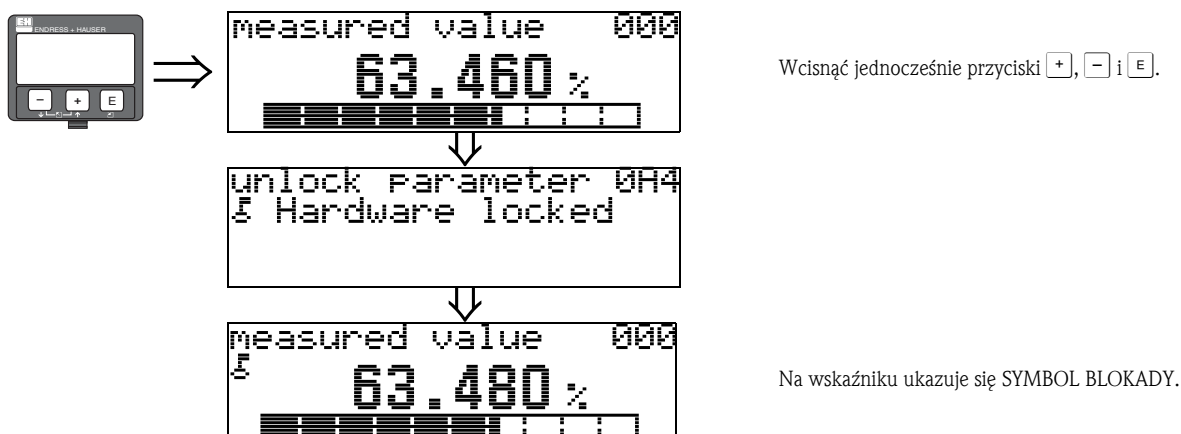 E+H
ENDRESS + HAUSER
- + E
measured value 000
63.460 %
Wcisnąć jednocześnie przyciski +, - i E.
unlock parameter 0A4
Hardware locked
measured value 000
63.480 %
Na wskaźniku ukazuje się SYMBOL BLOKADY.